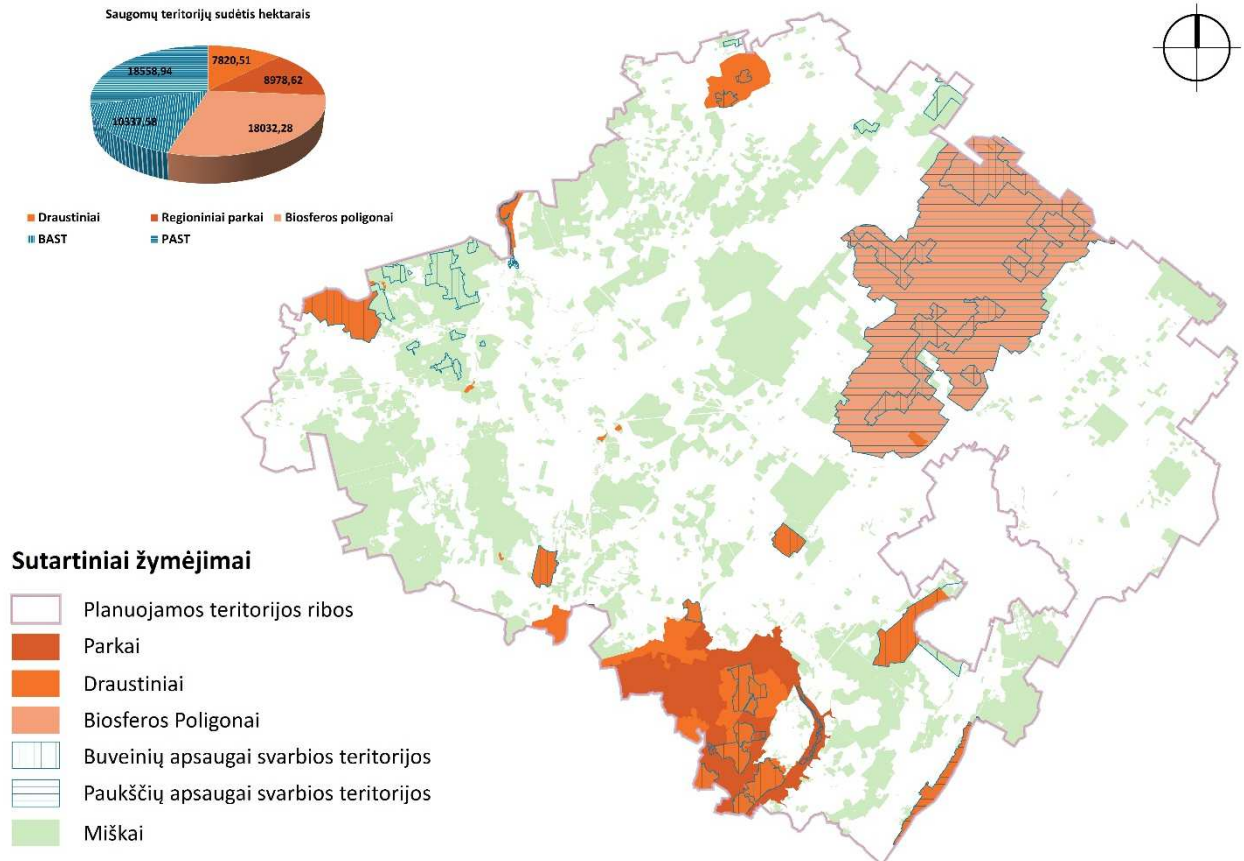 Saugomų teritorijų sudėtis hektarais
18558,94
7820,51
8978,62
10337,58
18032,28
Draustiniai
Regioniniai parkai
Biosferos poligonai
BAST
PAST
Sutartiniai žymėjimai
Planuojamos teritorijos ribos
Parkai
Draustiniai
Biosferos Poligonai
Buveinių apsaugai svarbios teritorijos
Paukščių apsaugai svarbios teritorijos
Miškai